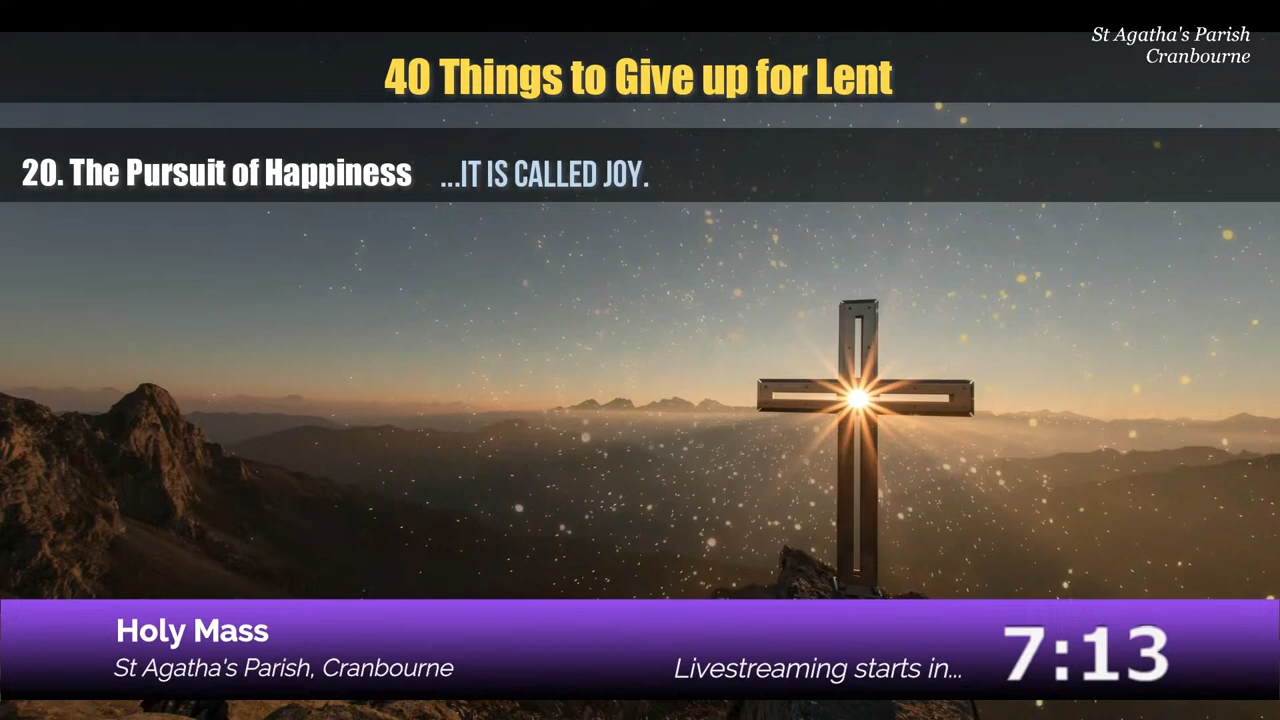 St Agatha's Parish
Cranbourne
40 Things to Give up for Lent
20. The Pursuit of Happiness ...IT IS CALLED JOY.
Holy Mass
St Agatha's Parish, Cranbourne
Livestreaming starts in... 7:13